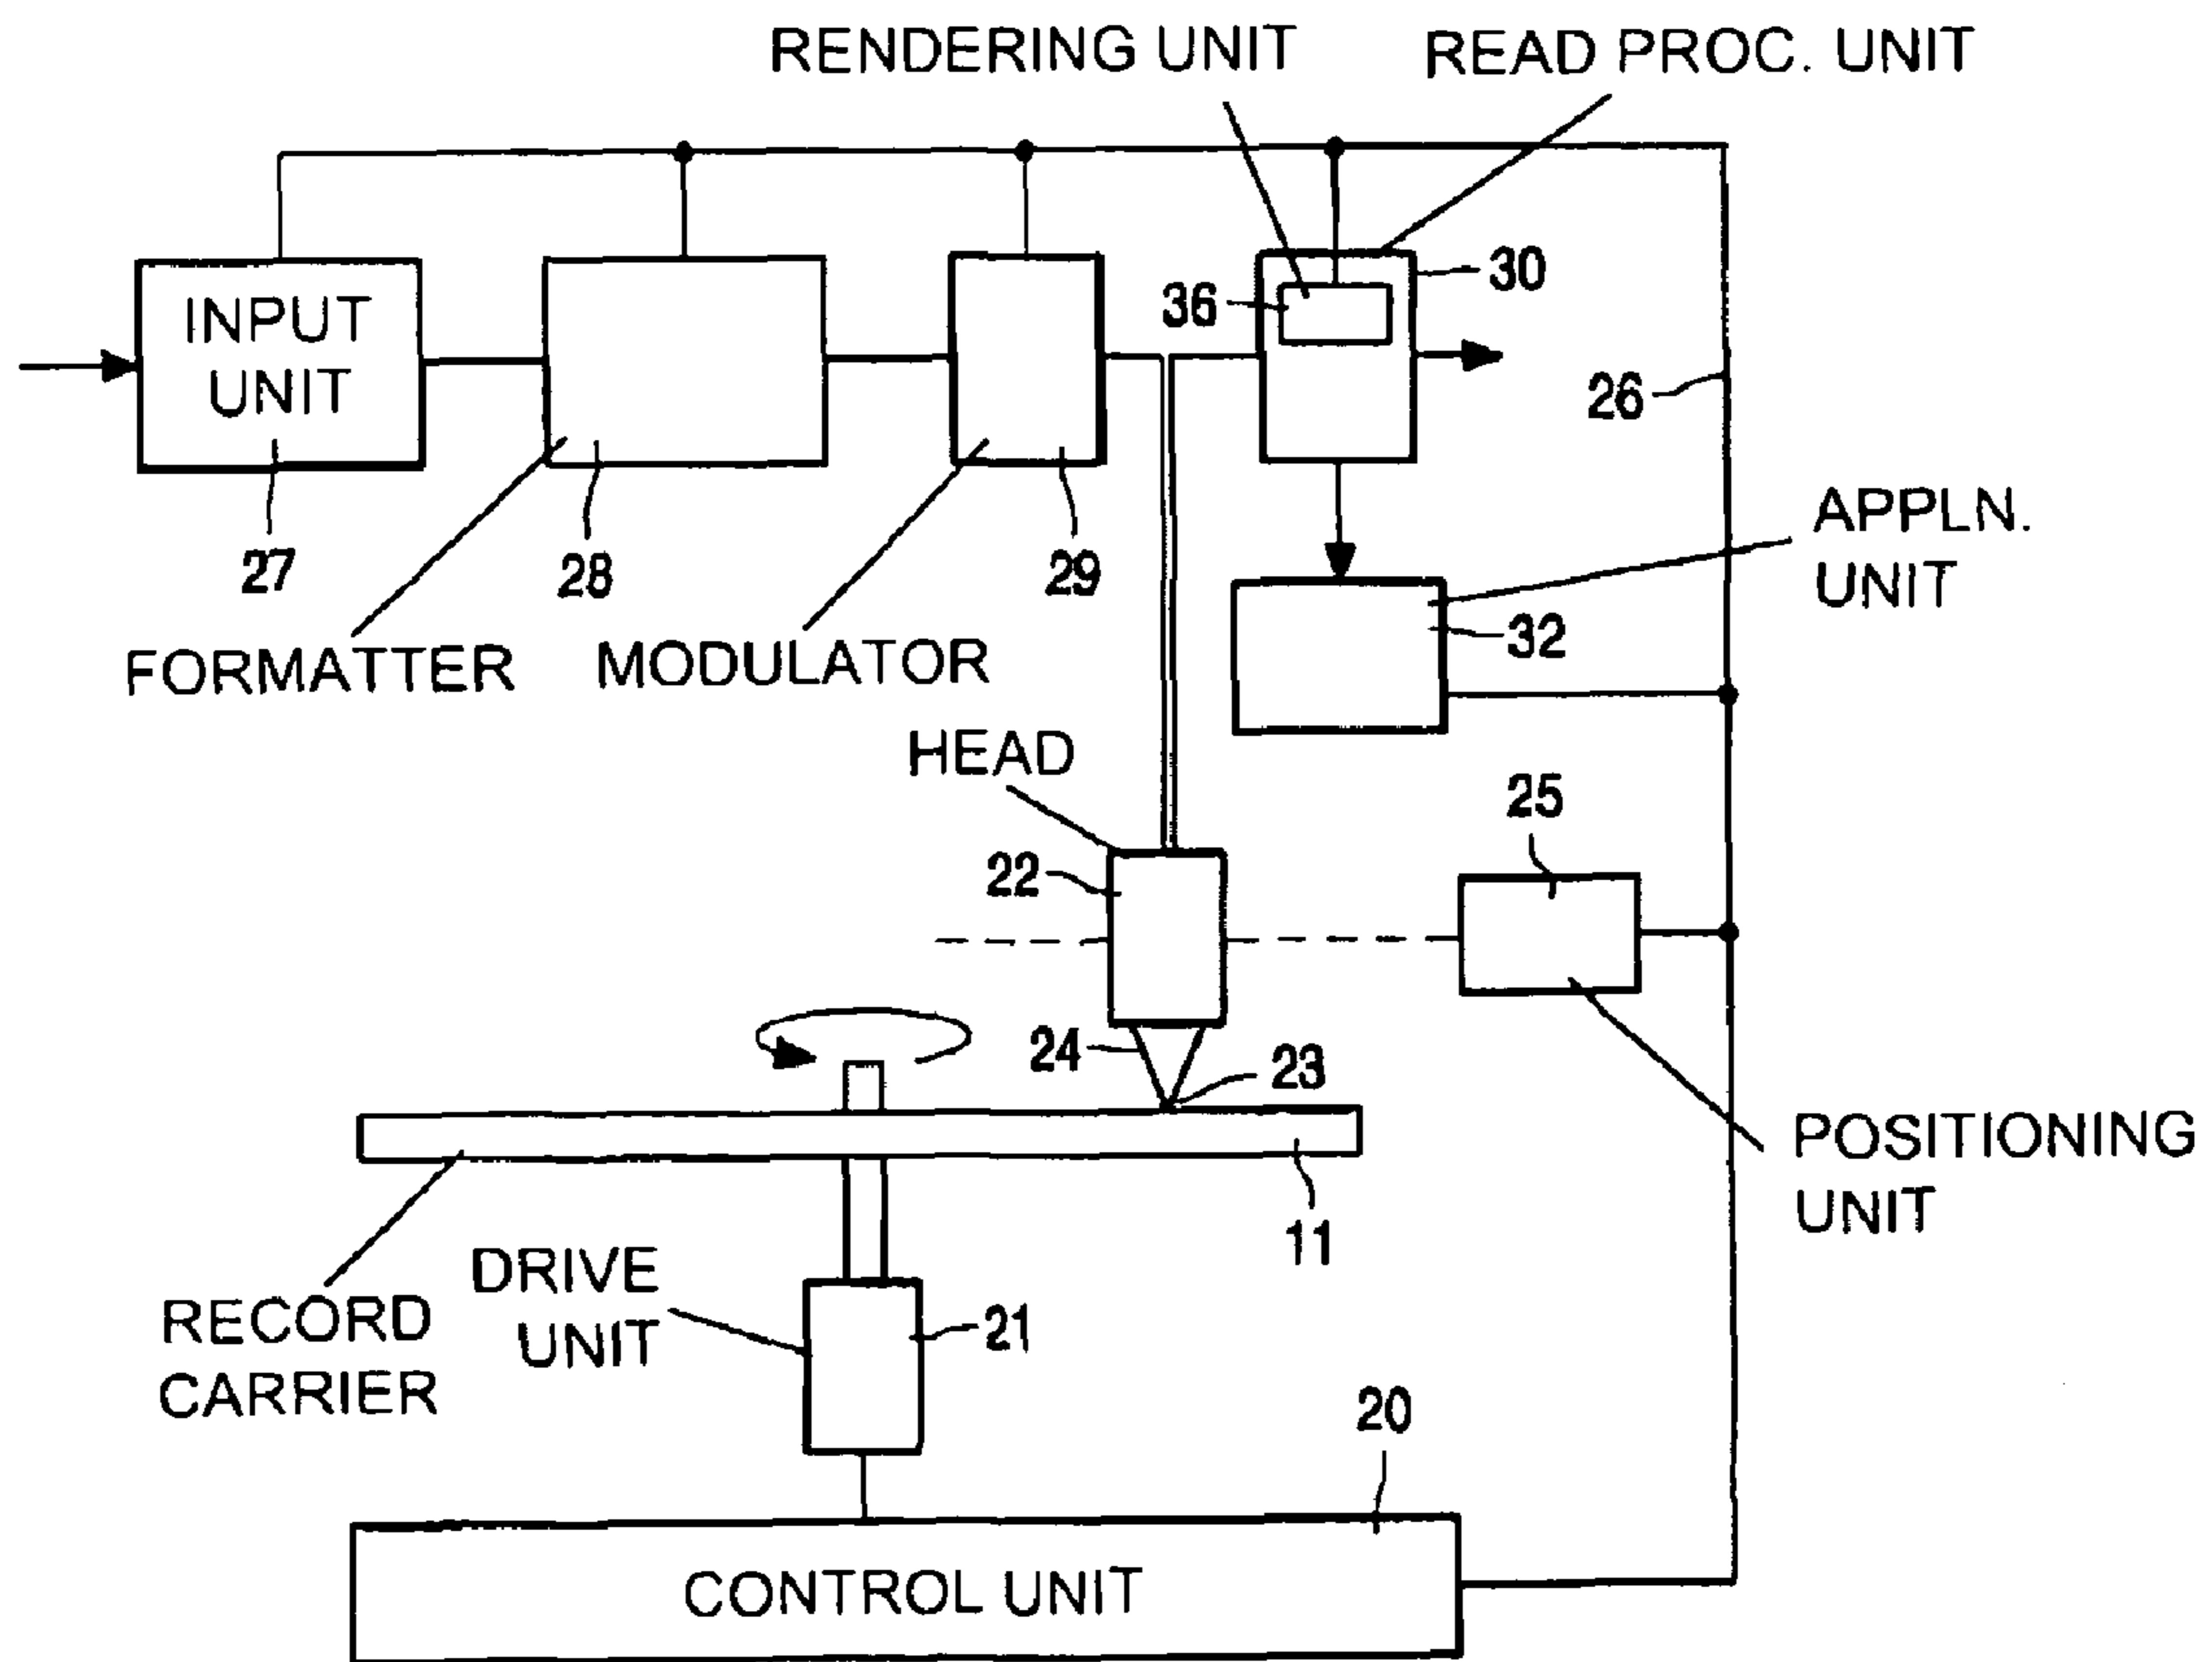 RENDERING UNIT
READ PROC. UNIT
INPUT
UNIT
30
36
26
27
28
29
APPLN.
UNIT
32
FORMATTER
MODULATOR
HEAD
25
22
24
23
POSITIONING
UNIT
11
DRIVE
UNIT
21
RECORD
CARRIER
20
CONTROL UNIT